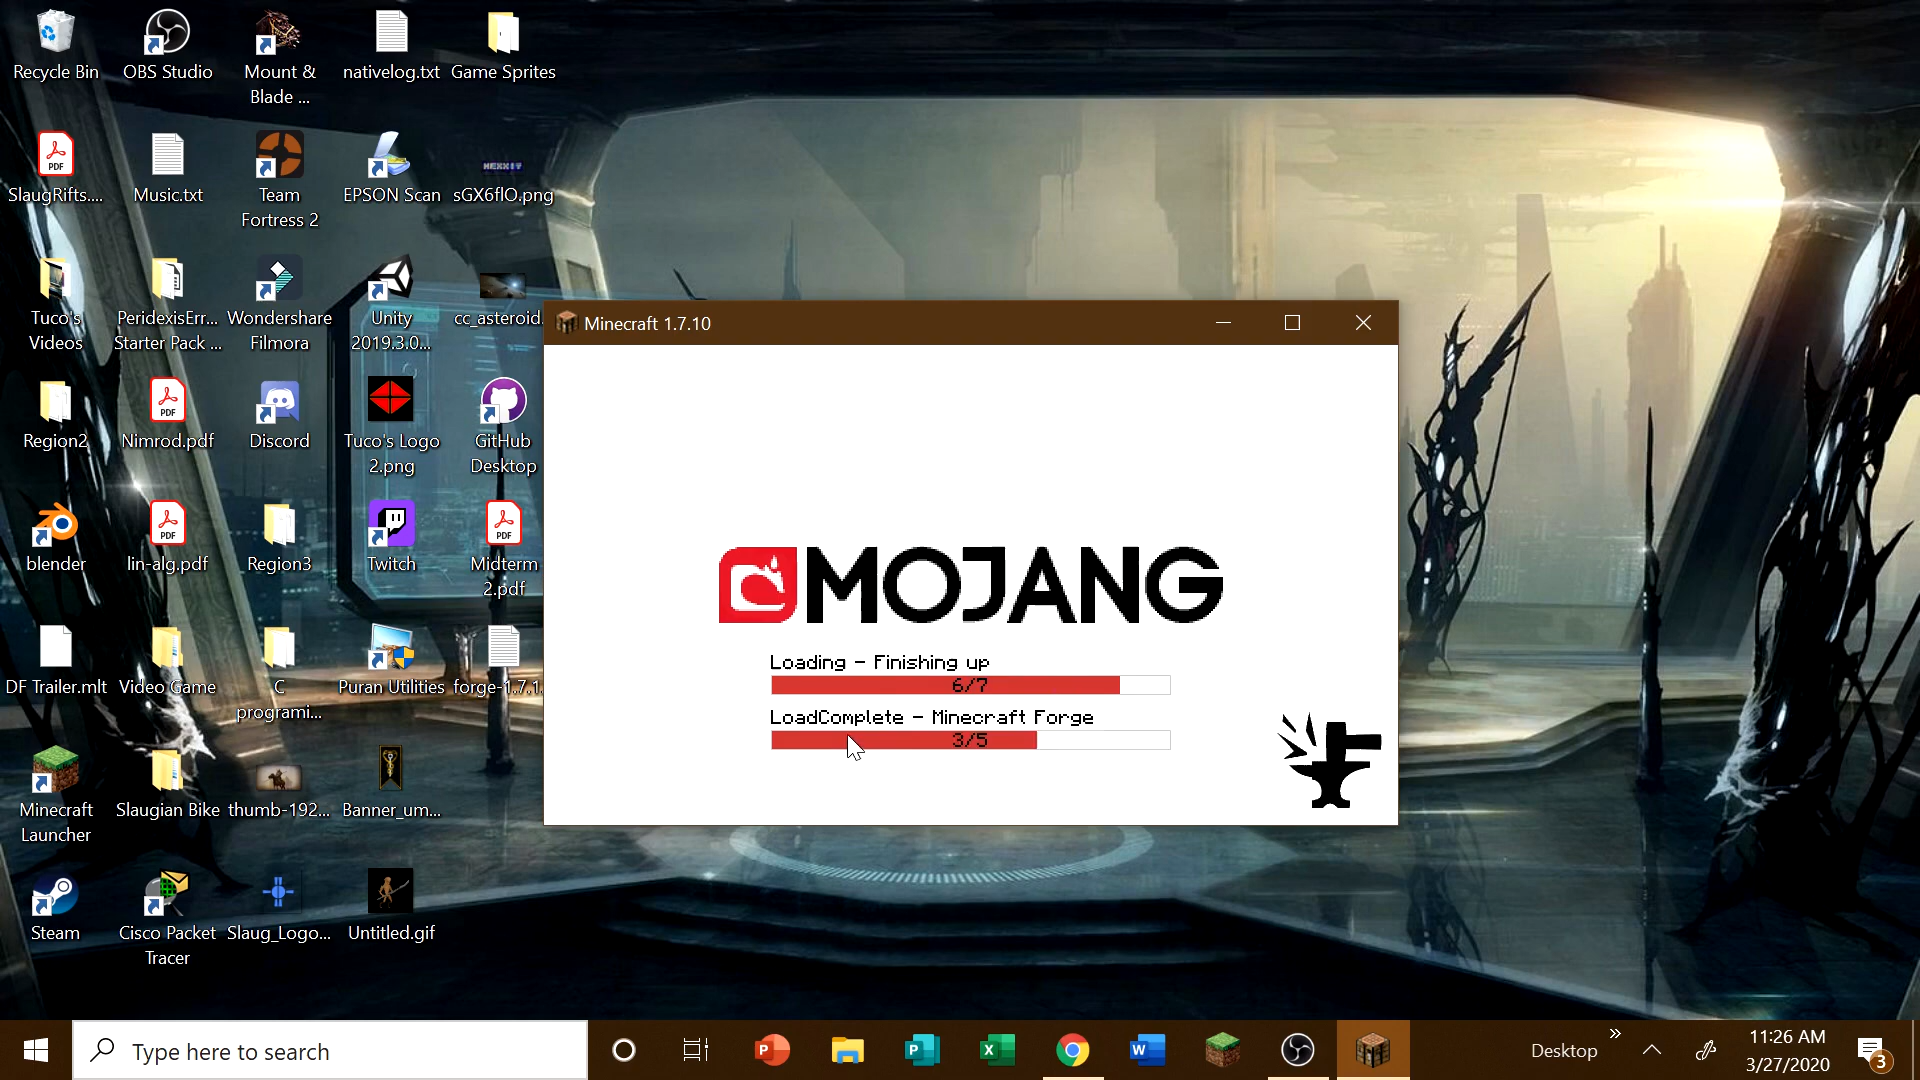 Recycle Bin
OBS Studio
Mount &
Blade ...
nativelog.txt
Game Sprites
PDF
SlaugRifts....
Music.txt
Team
Fortress 2
EPSON Scan
HEXXIT
sGX6flO.png
Tuco's
Videos
PeridexisErr...
Starter Pack ...
Wondershare
Filmora
Unity
2019.3.0...
cc_asteroid.
Minecraft 1.7.10
Region2
PDF
Nimrod.pdf
Discord
Tuco's Logo
2.png
GitHub
Desktop
blender
PDF
lin-alg.pdf
Region3
Twitch
PDF
Midterm
2.pdf
MOJANG
Loading - Finishing up
6/7
LoadComplete - Minecraft Forge
3/5
DF Trailer.mlt
Video Game
C
programi...
Puran Utilities
forge-1.7.1.
Minecraft
Launcher
Slaugian Bike
thumb-192...
Banner_um...
Steam
Cisco Packet
Tracer
Slaug_Logo...
Untitled.gif
Type here to search
P
P
X
W
Desktop
11:26 AM
3/27/2020
3